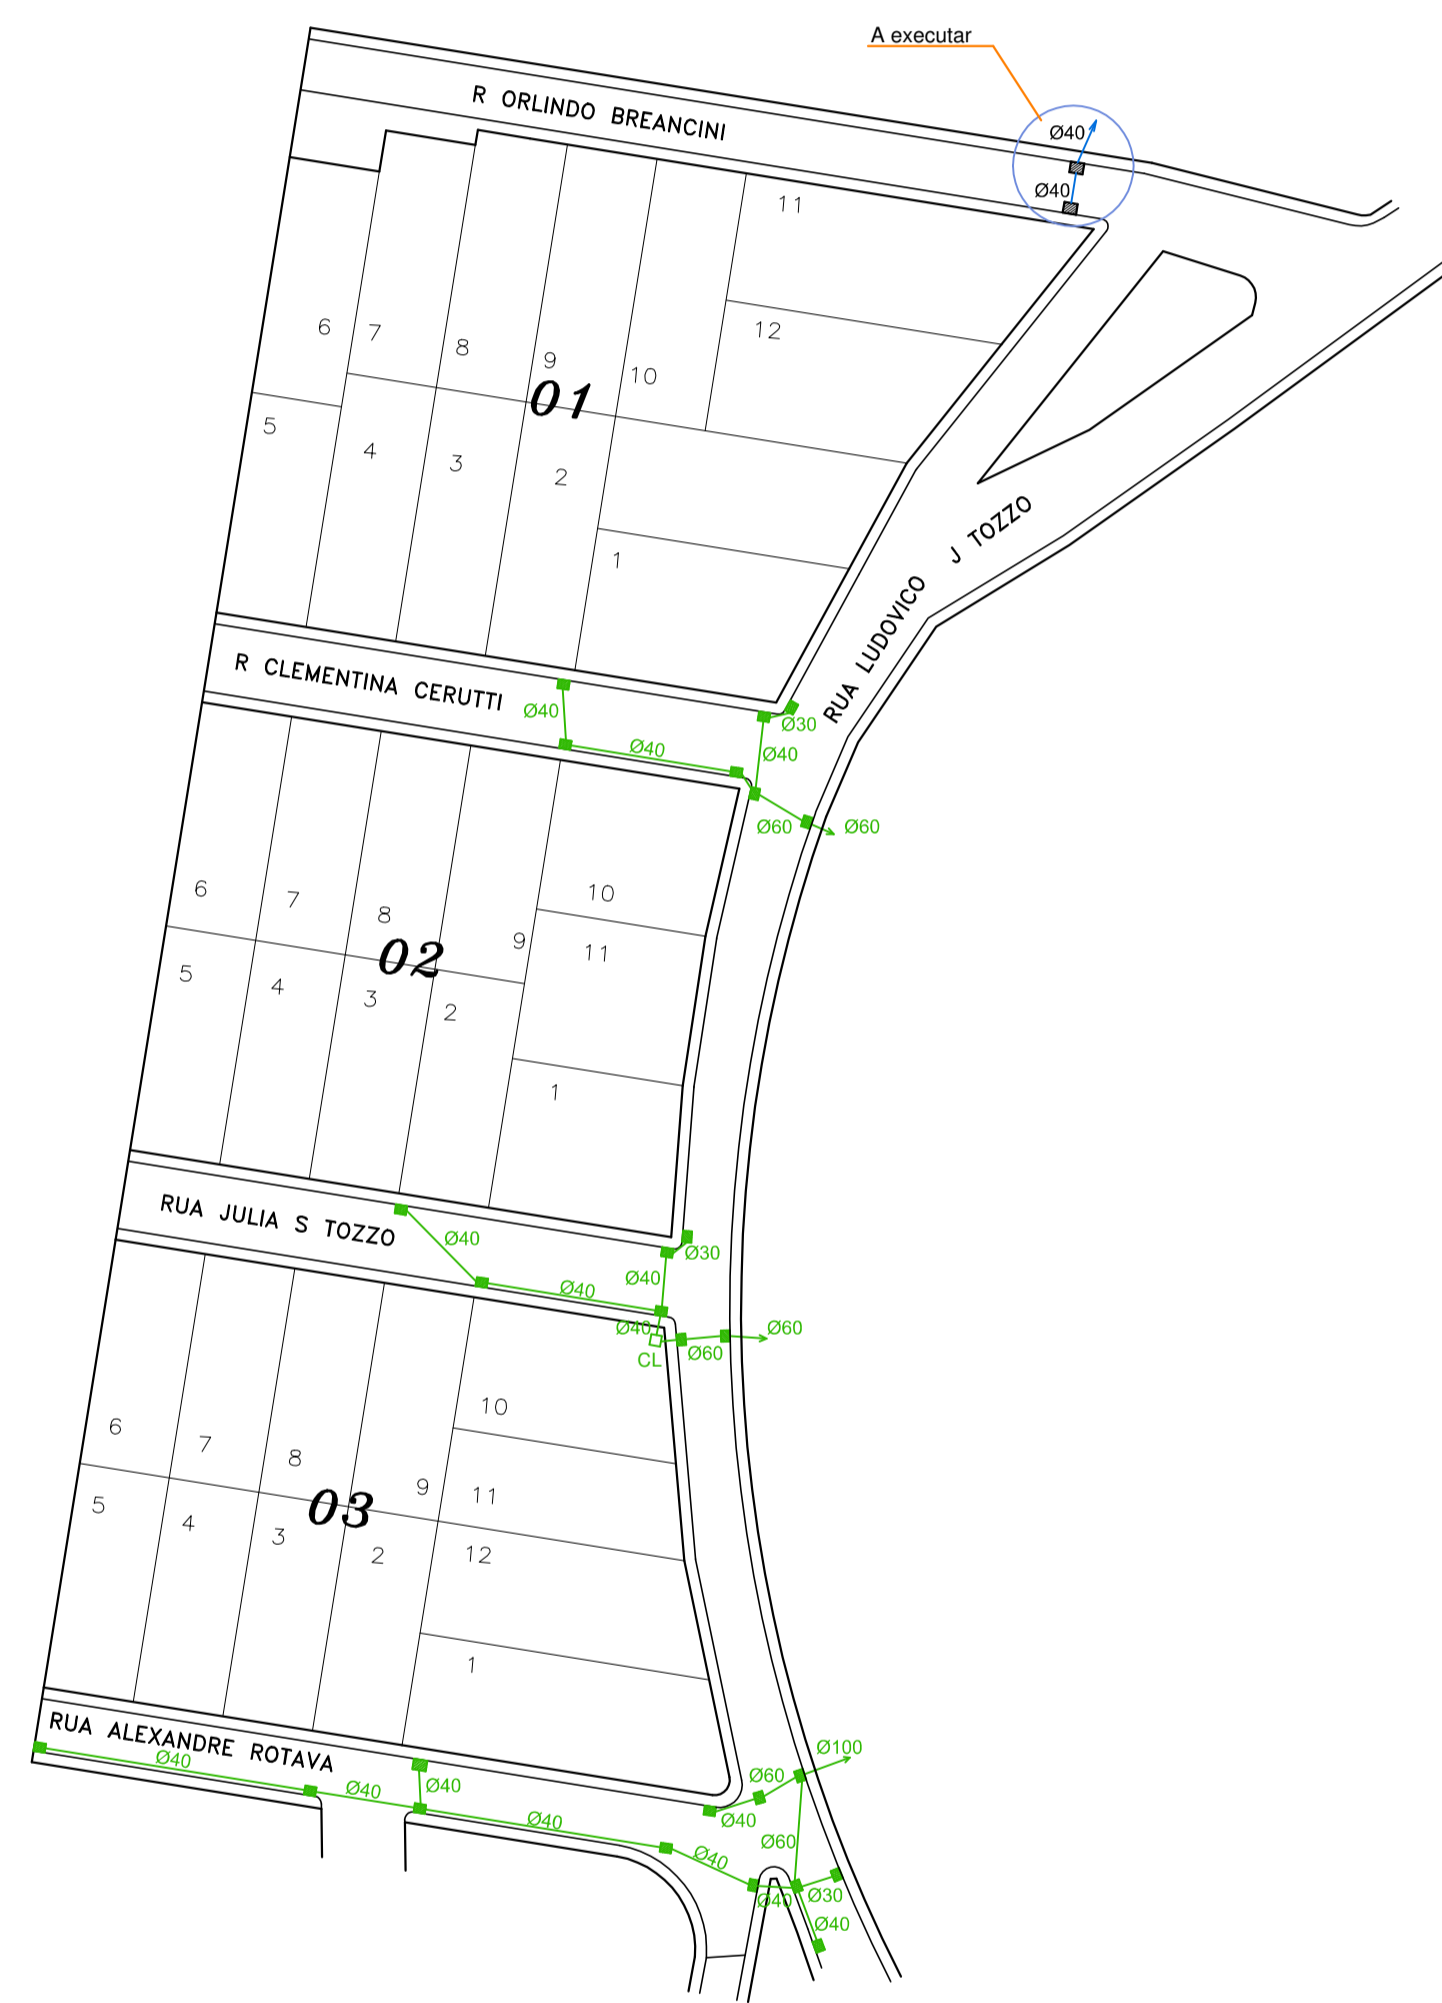 A executar
R ORLINDO BREANCINI
Ø40
Ø40
11
12
6
7
8
9
10
01
5
4
3
2
1
R CLEMENTINA CERUTTI
RUA LUDOVICO J TOZZO
Ø40
Ø40
Ø30
Ø40
Ø60
Ø60
6
7
8
9
10
11
02
5
4
3
2
1
RUA JULIA S TOZZO
Ø40
Ø40
Ø30
Ø40
Ø40
CL
Ø60
Ø60
6
7
8
9
10
11
12
03
5
4
3
2
1
RUA ALEXANDRE ROTAVA
Ø40
Ø40
Ø40
Ø40
Ø40
Ø40
Ø40
Ø60
Ø100
Ø60
Ø30
Ø40